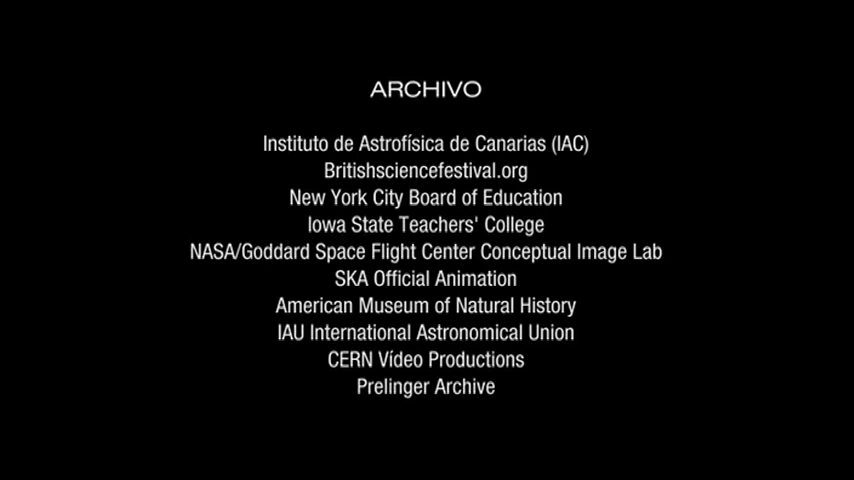 ARCHIVO
Instituto de Astrofísica de Canarias (IAC)
Britishsciencefestival.org
New York City Board of Education
Iowa State Teachers' College
NASA/Goddard Space Flight Center Conceptual Image Lab
SKA Official Animation
American Museum of Natural History
IAU International Astronomical Union
CERN Vídeo Productions
Prelinger Archive